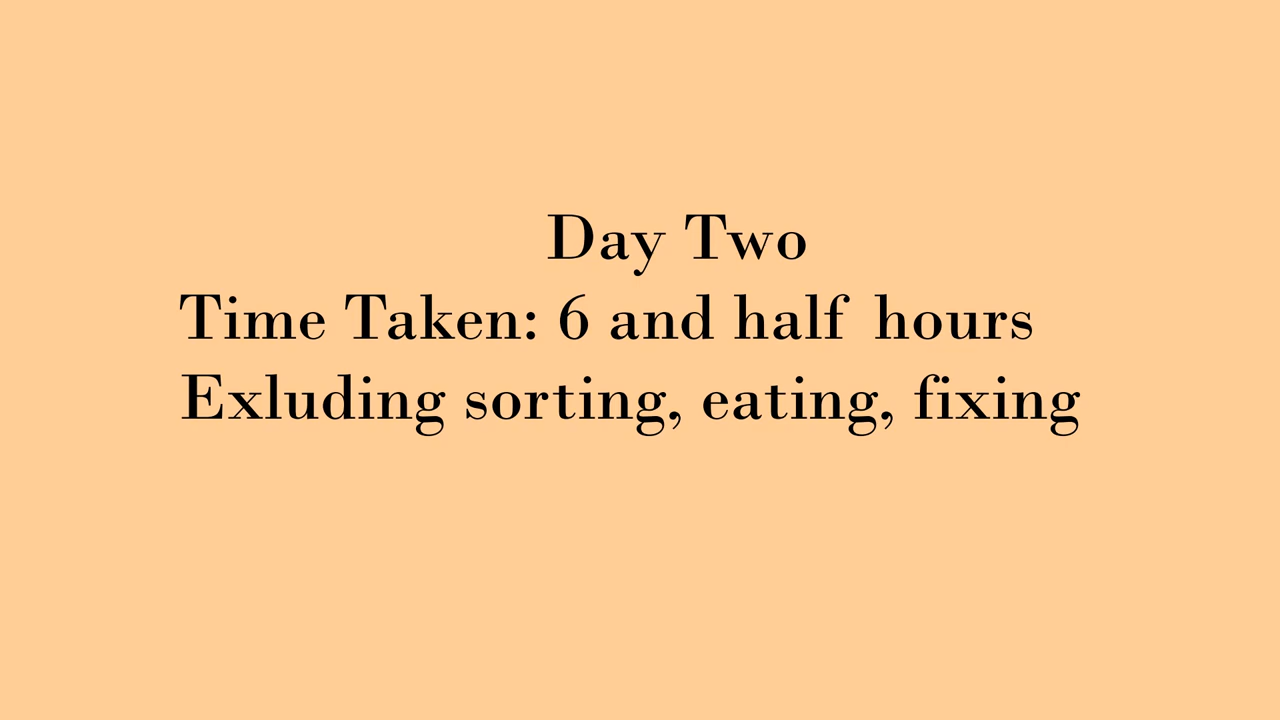 Day Two
Time Taken: 6 and half hours
Exluding sorting, eating, fixing